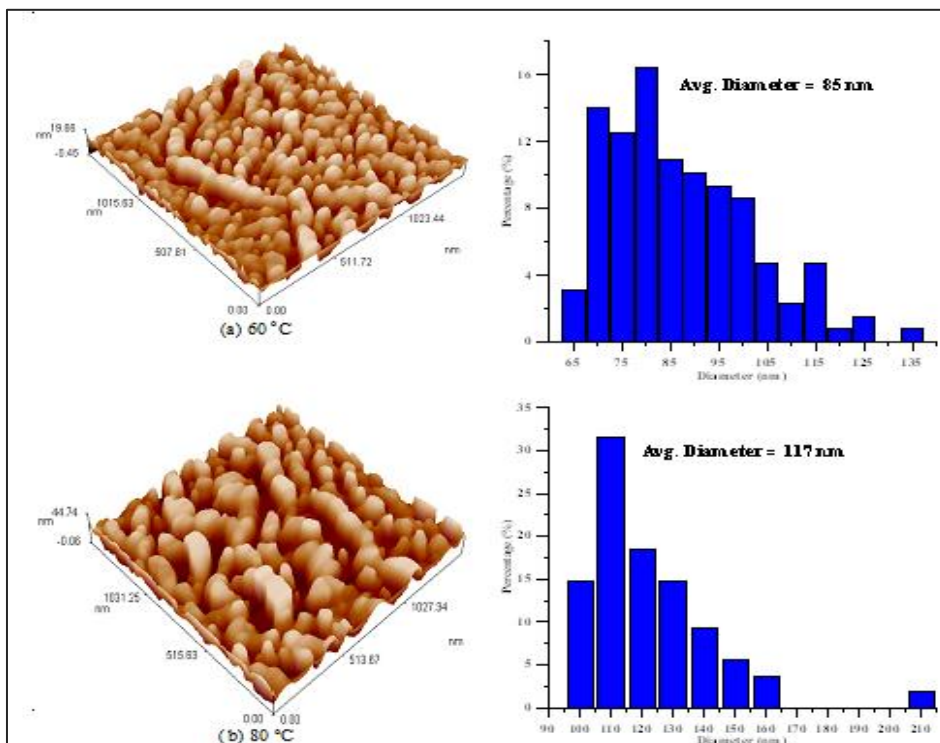 19.66
nm
-0.45
1015.63
nm
507.81
0.00 0.00
511.72
1023.44
nm
(a) 60 °C
Avg. Diameter = 85 nm
Percentage (%)
16
12
8
4
0
65 75 85 95 105 115 125 135
Diameter (nm)
44.74
nm
-0.06
1031.25
nm
515.63
0.00 0.00
513.67
1027.34
nm
(b) 80 °C
Avg. Diameter = 117 nm
Percentage (%)
35
30
25
20
15
10
5
0
90 100 110 120 130 140 150 160 170 180 190 200 210
Diameter (nm)